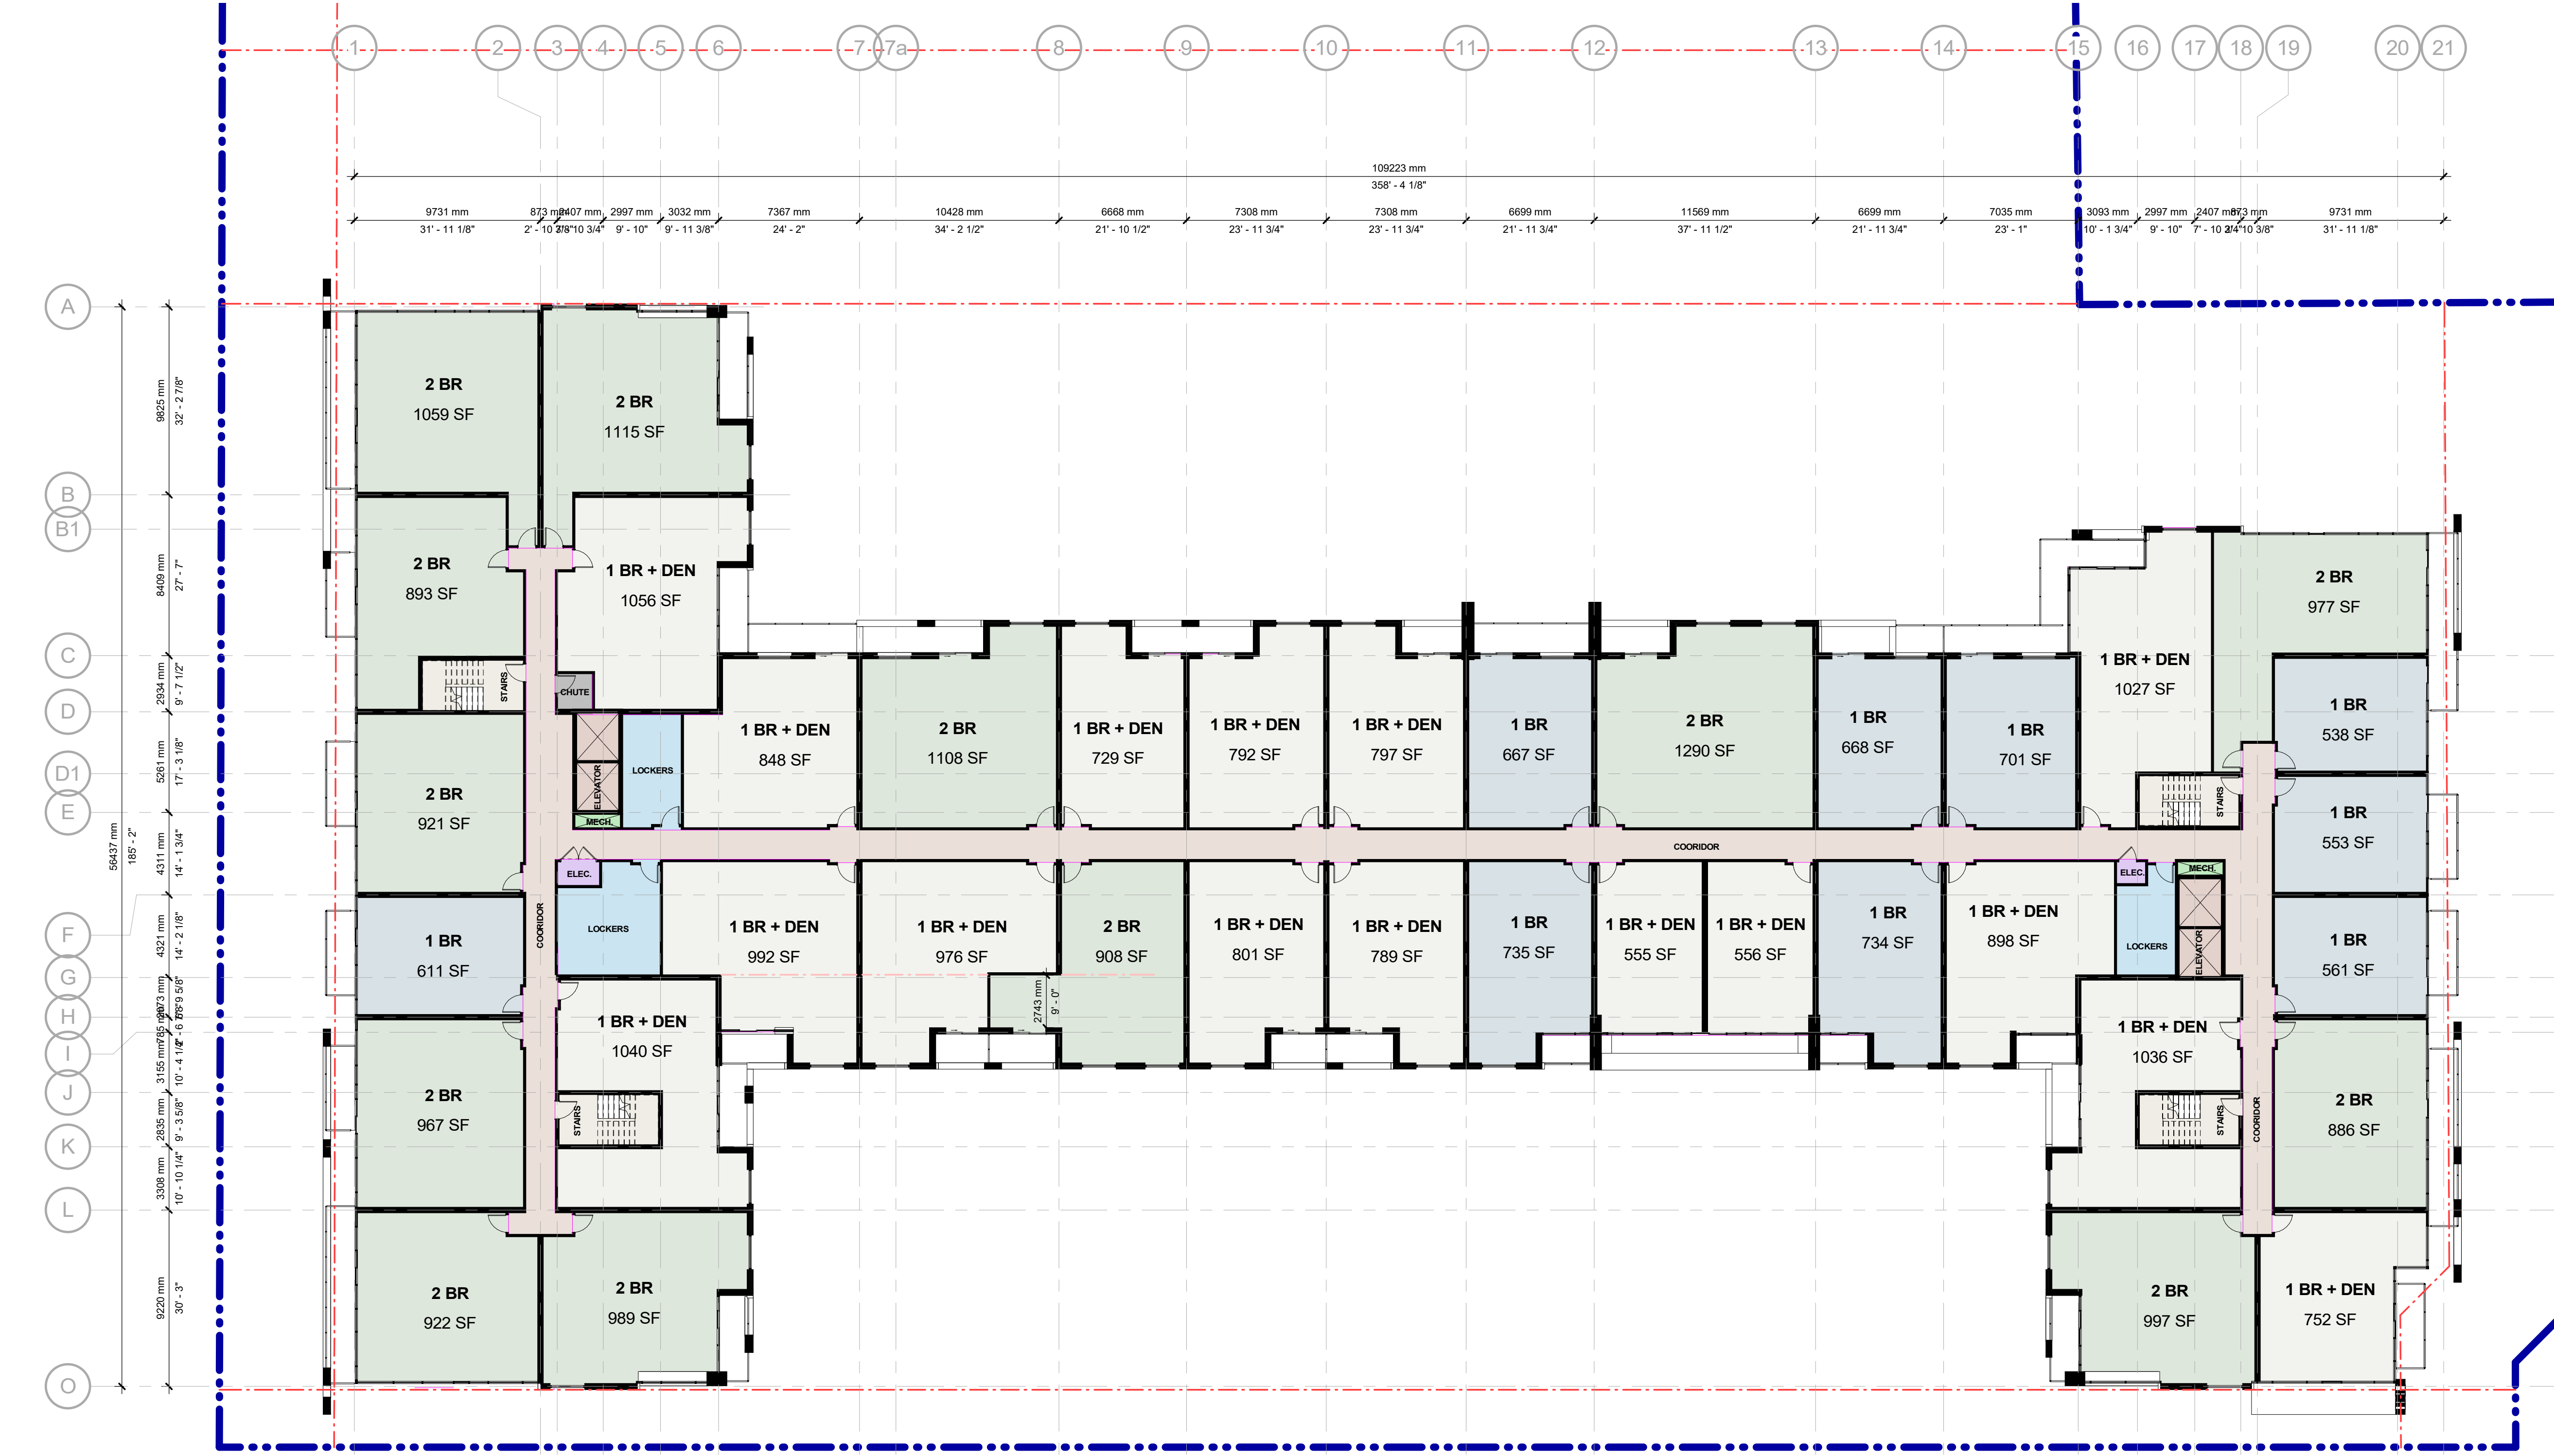 1 2 3 4 5 6 7 7a 8 9 10 11 12 13 14 15 16 17 18 19 20 21
109223 mm
358' - 4 1/8"
9731 mm 873 mm 2407 mm 2997 mm 3032 mm 7367 mm 10428 mm 6668 mm 7308 mm 7308 mm 6699 mm 11569 mm 6699 mm 7035 mm 3093 mm 2997 mm 2407 mm 873 mm 9731 mm
31' - 11 1/8" 9' - 10" 9' - 11 3/8" 24' - 2" 34' - 2 1/2" 21' - 10 1/2" 23' - 11 3/4" 23' - 11 3/4" 21' - 11 3/4" 37' - 11 1/2" 21' - 11 3/4" 23' - 1" 10' - 1 3/4" 9' - 10" 31' - 11 1/8"
A
B
B1
C
D
D1
E
F
G
H
I
J
K
L
O
56437 mm
185' - 2"
9825 mm
32' - 2 7/8"
8409 mm
27' - 7"
2934 mm
9' - 7 1/2"
5261 mm
17' - 3 1/8"
4311 mm
14' - 1 3/4"
4321 mm
14' - 2 1/8"
3155 mm
10' - 4 1/4"
2835 mm
9' - 3 5/8"
3308 mm
10' - 10 1/4"
9220 mm
30' - 3"
2 BR
1059 SF
2 BR
1115 SF
2 BR
893 SF
1 BR + DEN
1056 SF
STAIRS
CHUTE
2 BR
921 SF
ELEVATOR
MECH.
LOCKERS
1 BR + DEN
848 SF
2 BR
1108 SF
1 BR + DEN
729 SF
1 BR + DEN
792 SF
1 BR + DEN
797 SF
1 BR
667 SF
2 BR
1290 SF
1 BR
668 SF
1 BR
701 SF
1 BR + DEN
1027 SF
2 BR
977 SF
1 BR
538 SF
STAIRS
1 BR
553 SF
COORIDOR
ELEC.
LOCKERS
COORIDOR
1 BR
611 SF
1 BR + DEN
992 SF
1 BR + DEN
976 SF
2743 mm
9' - 0"
2 BR
908 SF
1 BR + DEN
801 SF
1 BR + DEN
789 SF
1 BR
735 SF
1 BR + DEN
555 SF
1 BR + DEN
556 SF
1 BR
734 SF
1 BR + DEN
898 SF
ELEC.
MECH.
LOCKERS
ELEVATOR
1 BR
561 SF
1 BR + DEN
1040 SF
STAIRS
2 BR
967 SF
1 BR + DEN
1036 SF
STAIRS
COORIDOR
2 BR
886 SF
2 BR
922 SF
2 BR
989 SF
2 BR
997 SF
1 BR + DEN
752 SF